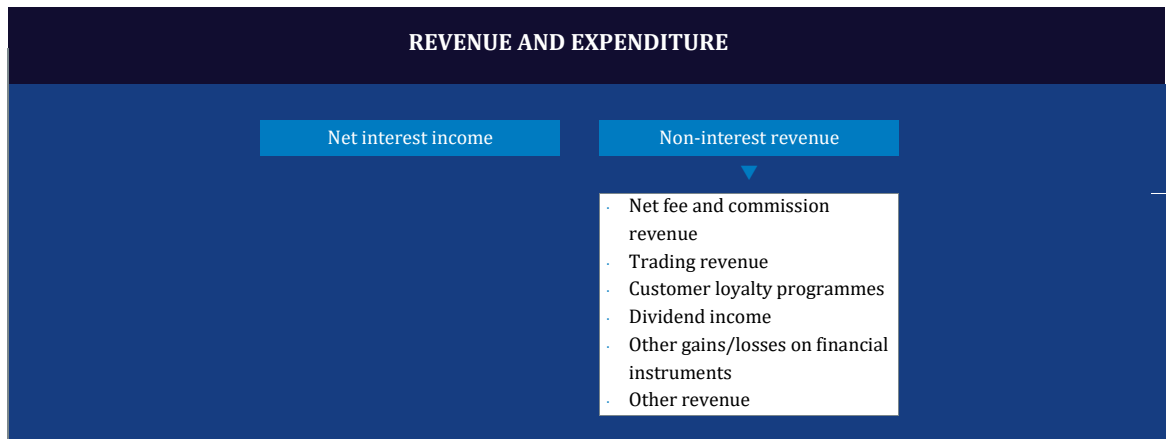 REVENUE AND EXPENDITURE
Net interest income
Non-interest revenue
· Net fee and commission
revenue
· Trading revenue
· Customer loyalty programmes
· Dividend income
· Other gains/losses on financial
instruments
· Other revenue